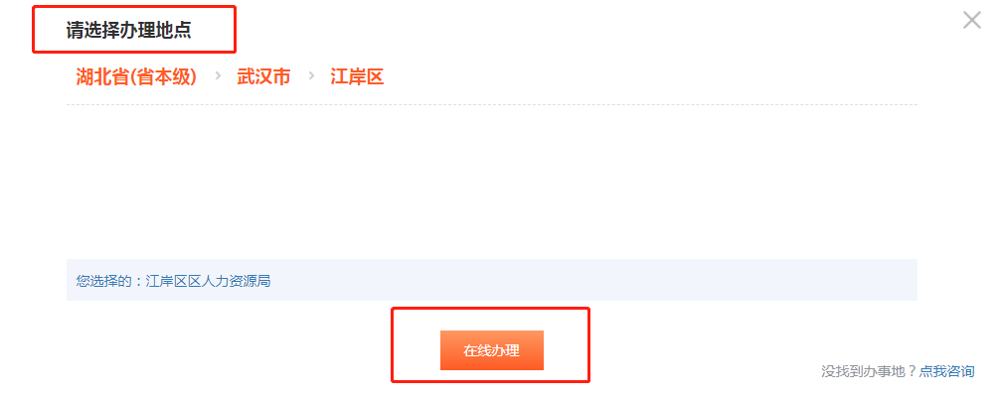 请选择办理地点
湖北省(省本级) > 武汉市 > 江岸区
您选择的：江岸区区人力资源局
在线办理
没找到办事地？点我咨询